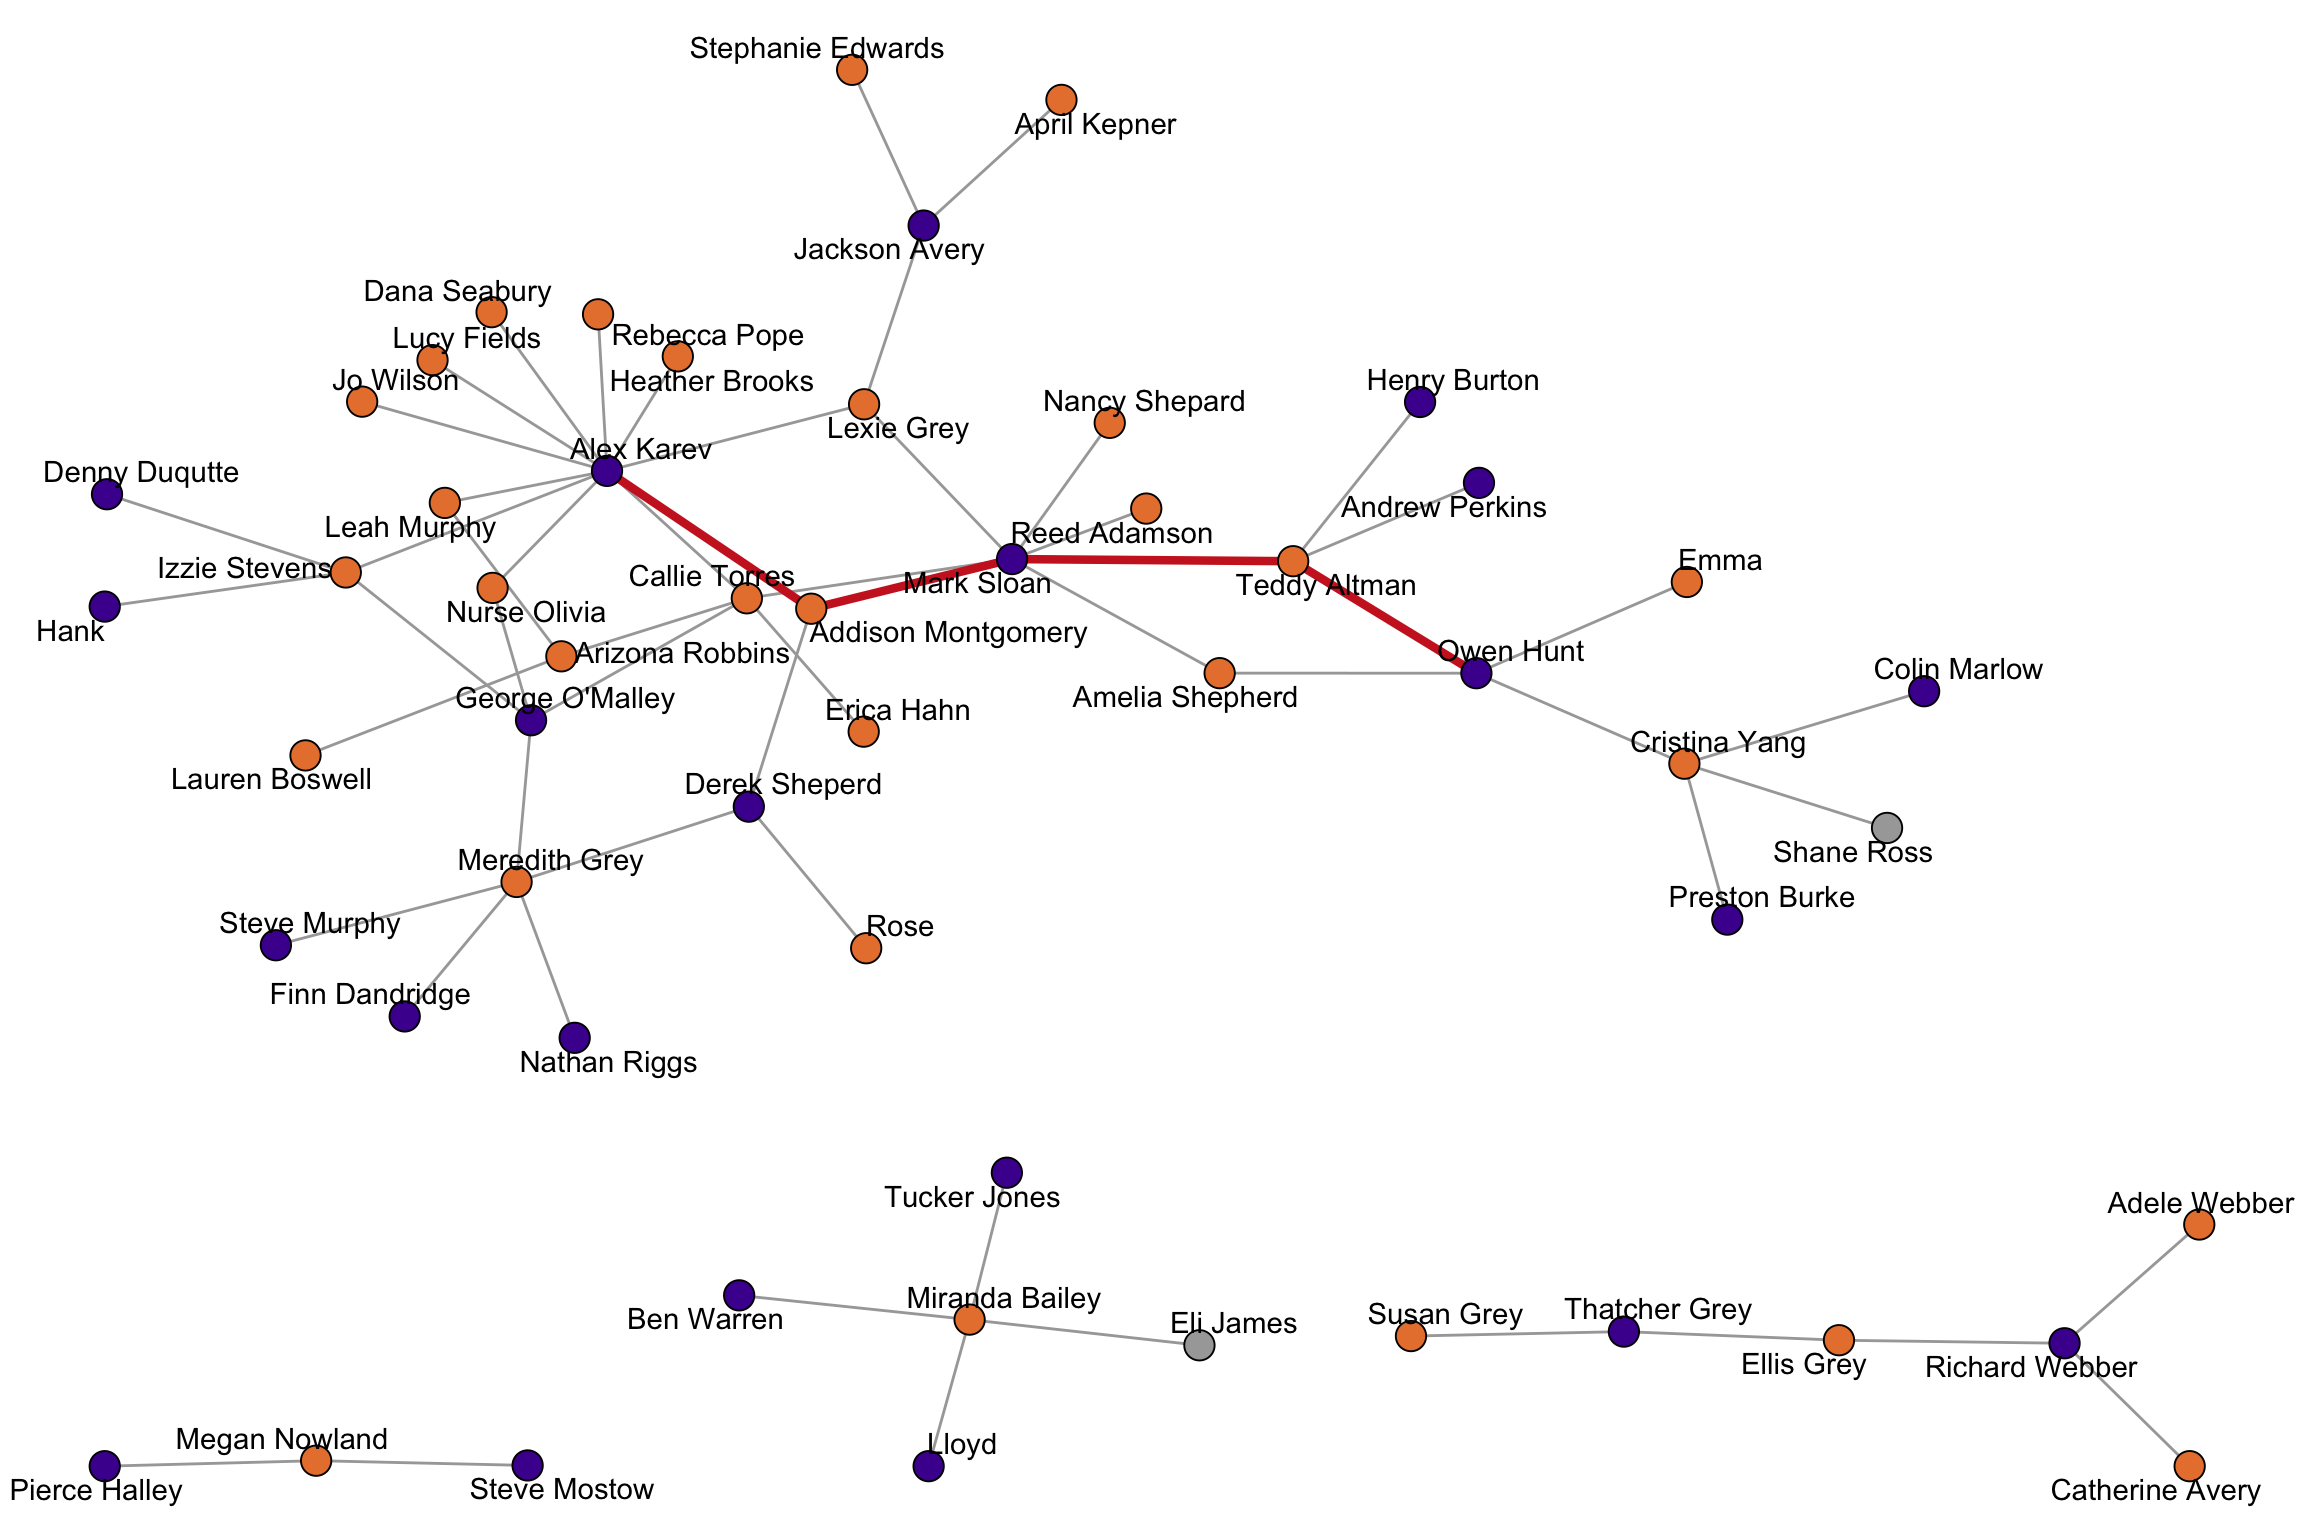 Stephanie Edwards
April Kepner
Jackson Avery
Dana Seabury
Rebecca Pope
Lucy Fields
Jo Wilson
Heather Brooks
Henry Burton
Nancy Shepard
Lexie Grey
Alex Karev
Denny Duqutte
Andrew Perkins
Leah Murphy
Reed Adamson
Emma
Izzie Stevens
Callie Torres
Mark Sloan
Teddy Altman
Nurse Olivia
Hank
Addison Montgomery
Arizona Robbins
Owen Hunt
Colin Marlow
George O'Malley
Amelia Shepherd
Erica Hahn
Cristina Yang
Lauren Boswell
Derek Sheperd
Shane Ross
Meredith Grey
Preston Burke
Steve Murphy
Rose
Finn Dandridge
Nathan Riggs
Tucker Jones
Adele Webber
Miranda Bailey
Ben Warren
Eli James
Susan Grey
Thatcher Grey
Ellis Grey
Richard Webber
Megan Nowland
Lloyd
Pierce Halley
Steve Mostow
Catherine Avery